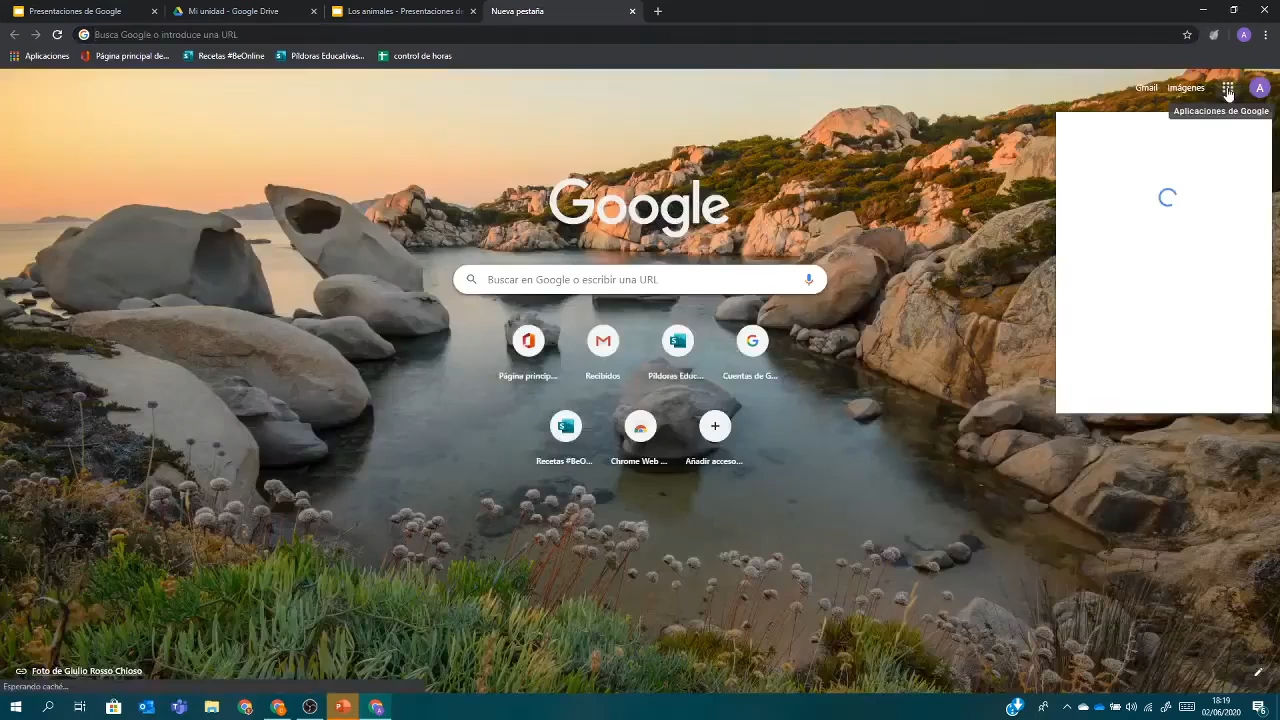 Presentaciones de Google
Mi unidad - Google Drive
Los animales - Presentaciones de
Nueva pestaña
Busca Google o introduce una URL
A
Aplicaciones
Página principal de...
Recetas #BeOnline
Píldoras Educativas...
control de horas
Gmail
Imágenes
A
Aplicaciones de Google
Google
Buscar en Google o escribir una URL
Página princip...
Recibidos
Píldoras Educ...
Cuentas de G...
Recetas #BeO...
Chrome Web ...
Añadir acceso...
Foto de Giulio Rosso Chioso
Esperando caché...
18:19
02/06/2020